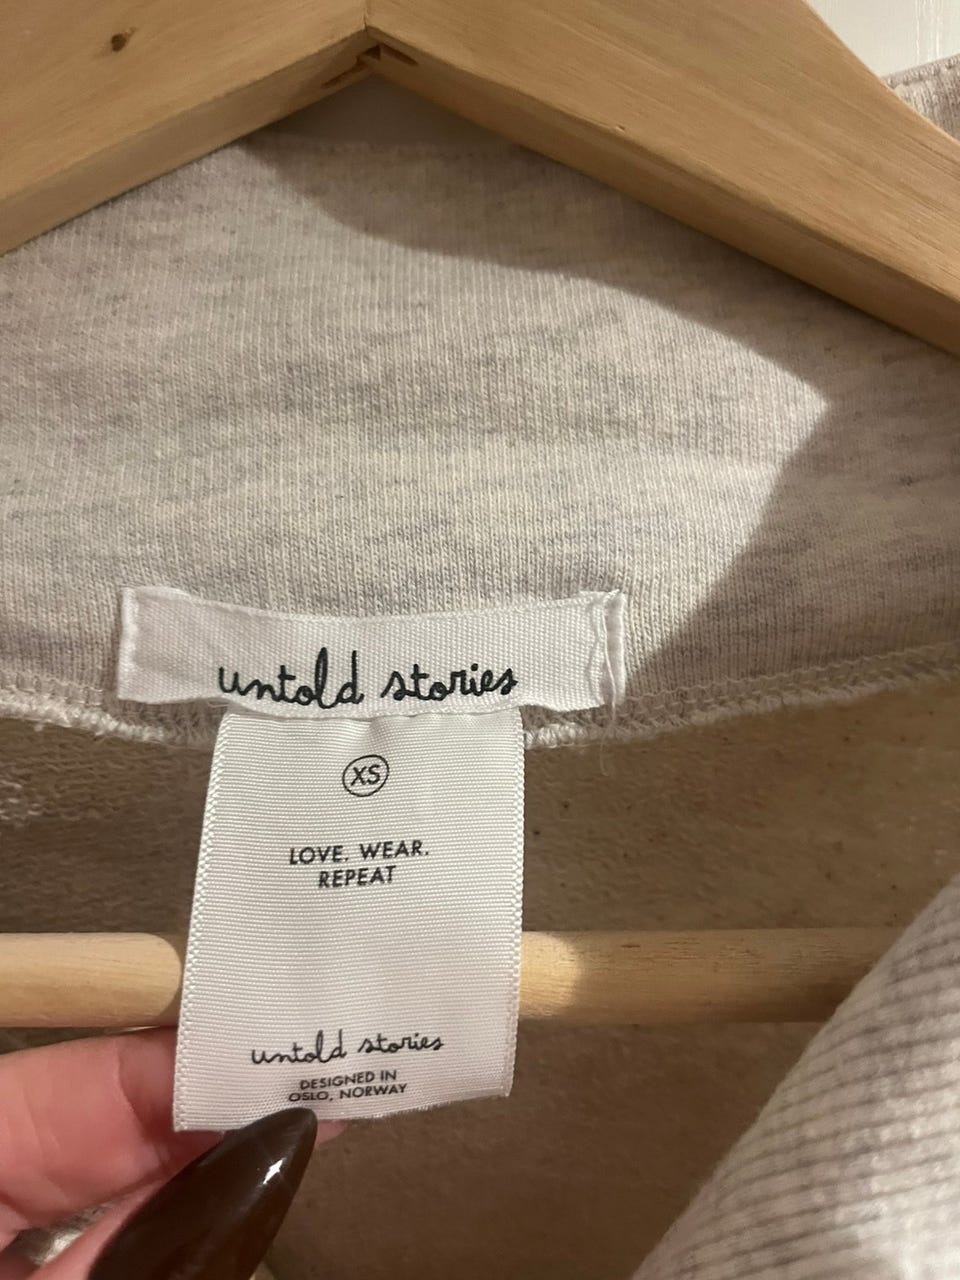 untold stories
XS
LOVE. WEAR.
REPEAT
untold stories
DESIGNED IN
OSLO, NORWAY